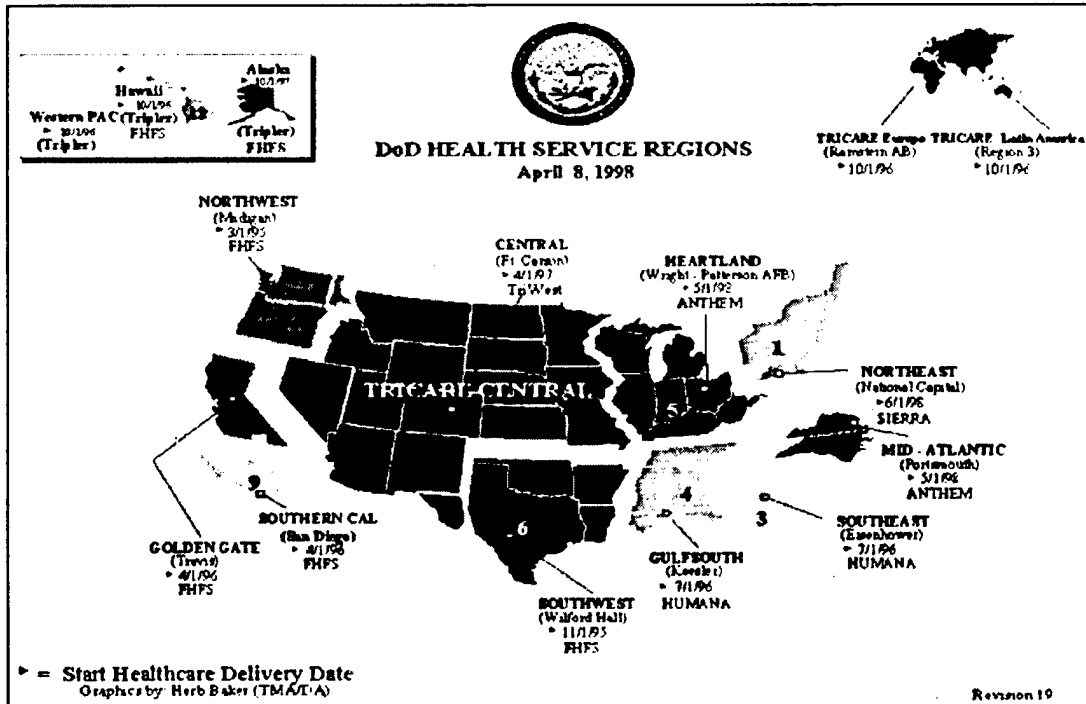 Alaska
10/1/97
Hawaii
10/1/96
(Tripler)
FHFS
12
Western PAC
10/1/96
(Tripler)
(Tripler)
FHFS
DoD HEALTH SERVICE REGIONS
April 8, 1998
TRICARE Europe
(Ramstein AB)
10/1/96
TRICARE Latin America
(Region 3)
10/1/96
NORTHWEST
(Madigan)
3/1/95
FHFS
CENTRAL
(Ft Carson)
4/1/97
TriWest
HEARTLAND
(Wright - Patterson AFB)
5/1/98
ANTHEM
1
NORTHEAST
(National Capital)
6/1/98
SIERRA
TRICARE CENTRAL
5
MID - ATLANTIC
(Portsmouth)
5/1/98
ANTHEM
9
SOUTHERN CAL
(San Diego)
4/1/96
FHFS
GOLDEN GATE
(Travis)
4/1/96
FHFS
6
SOUTHWEST
(Wilford Hall)
11/1/95
FHFS
4
GULFSOUTH
(Keesler)
7/1/96
HUMANA
3
SOUTHEAST
(Eisenhower)
7/1/96
HUMANA
= Start Healthcare Delivery Date
Graphics by: Herb Baker (TMA/DA)
Revision 19